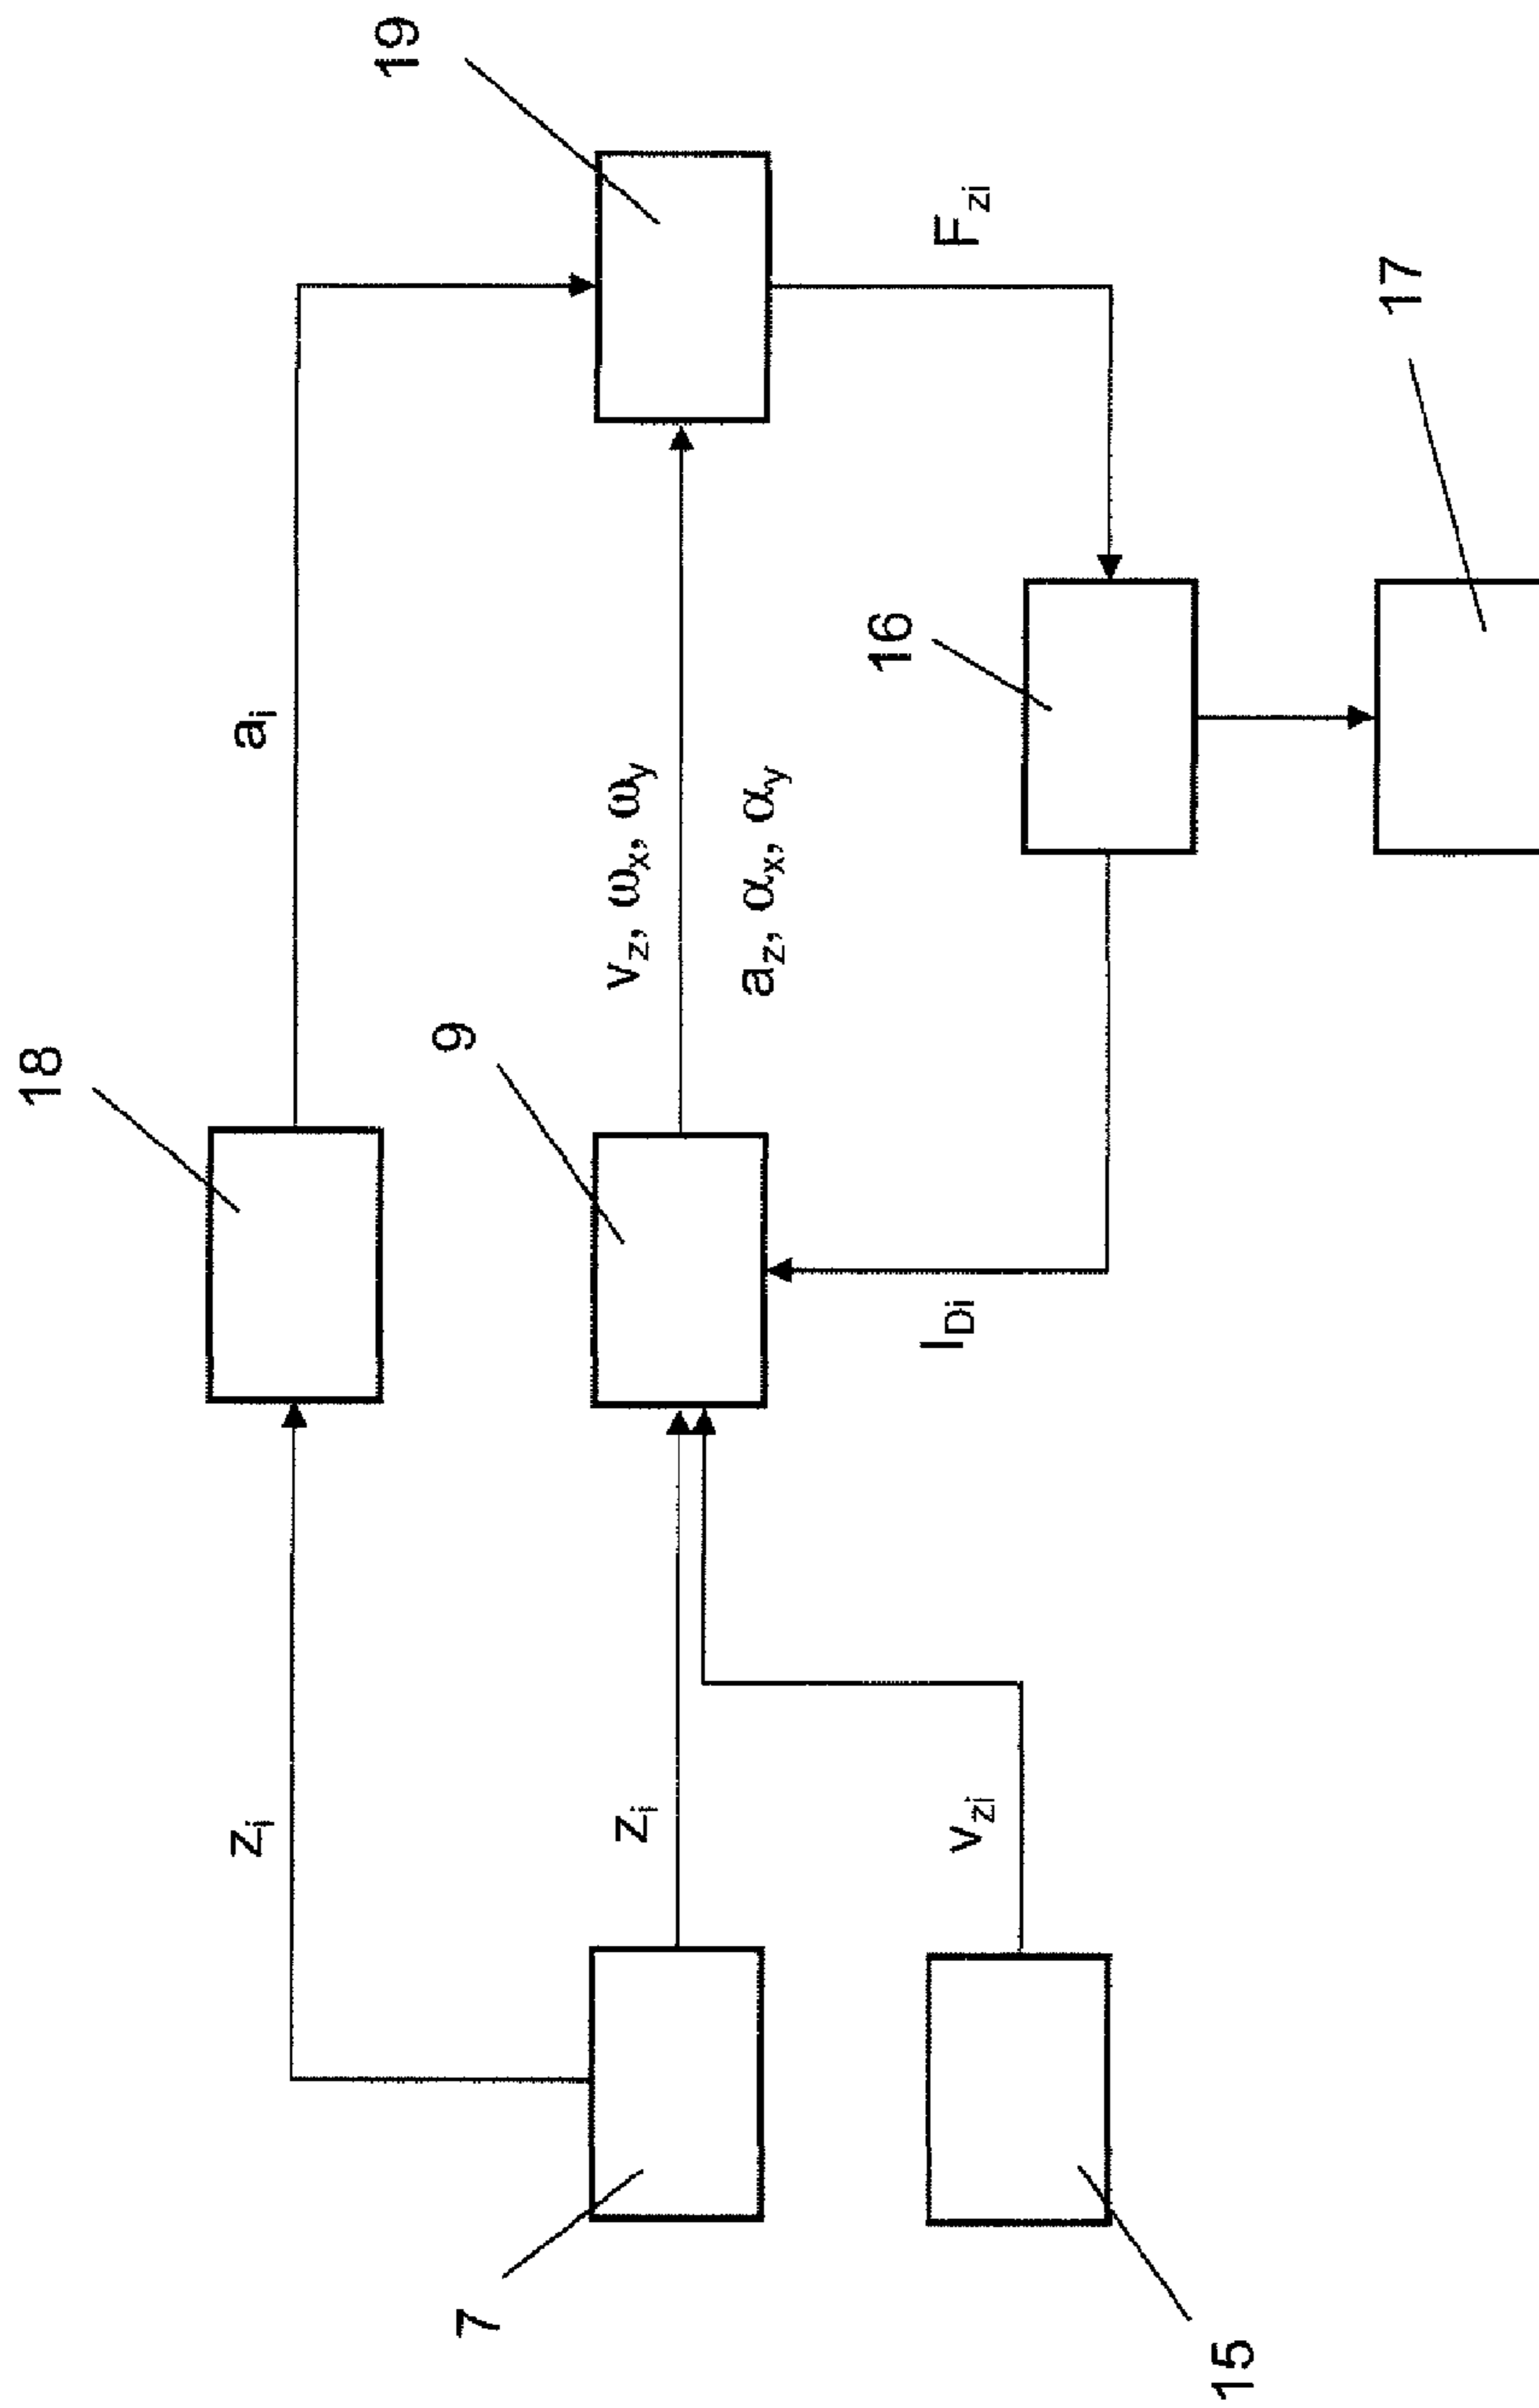 18
19
a_i
z_i
9
v_z, ω_x, ω_y
a_z, α_x, α_y
z_i
7
F_zi
16
I_Di
v_zi
17
15